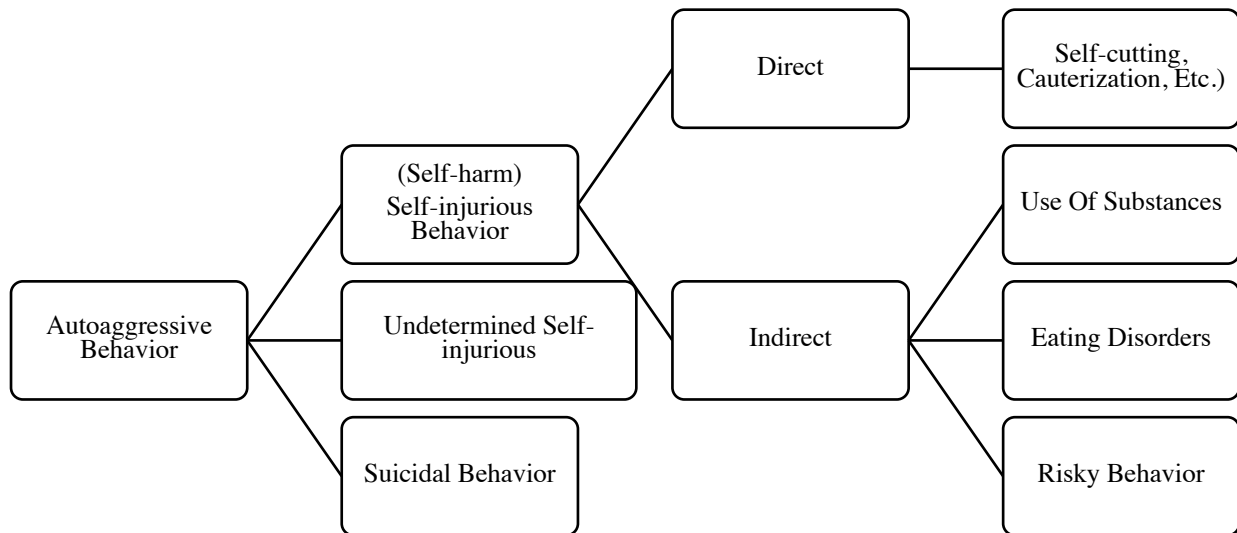 Direct
Self-cutting,
Cauterization, Etc.)
(Self-harm)
Self-injurious
Behavior
Use Of Substances
Autoaggressive
Behavior
Undetermined Self-
injurious
Indirect
Eating Disorders
Suicidal Behavior
Risky Behavior